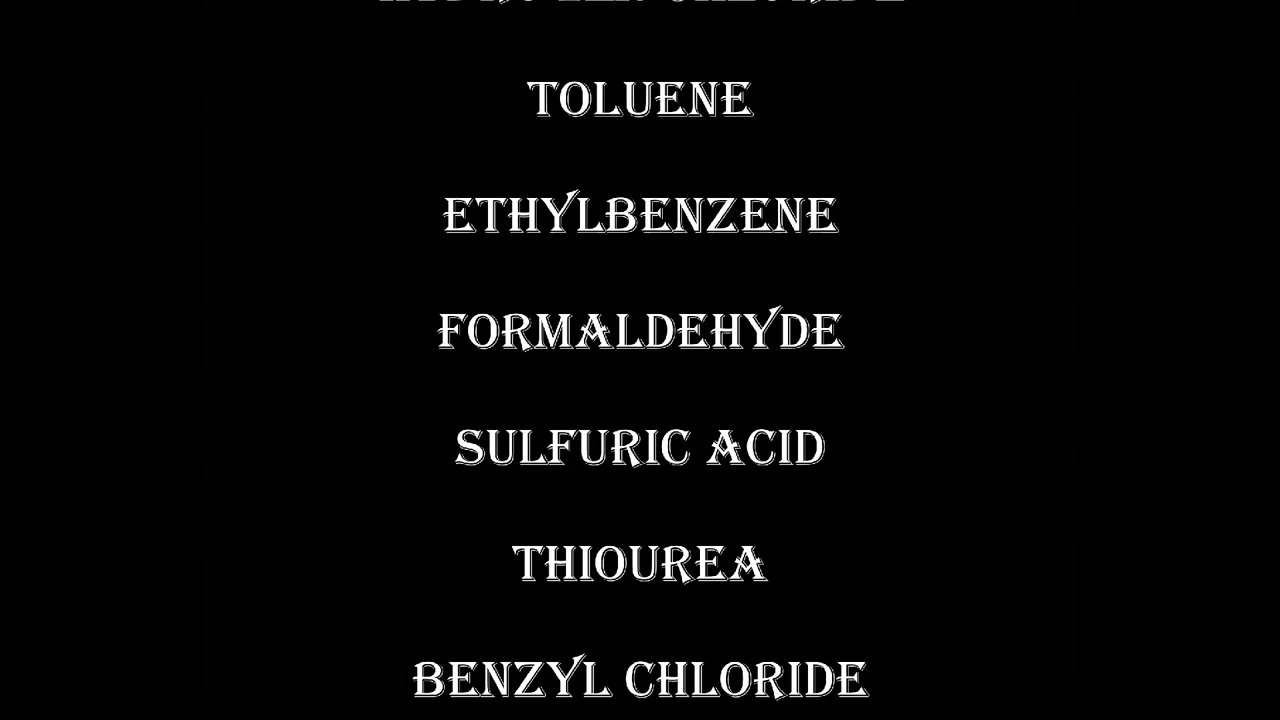 TOLUENE
ETHYLBENZENE
FORMALDEHYDE
SULFURIC ACID
THIOUREA
BENZYL CHLORIDE